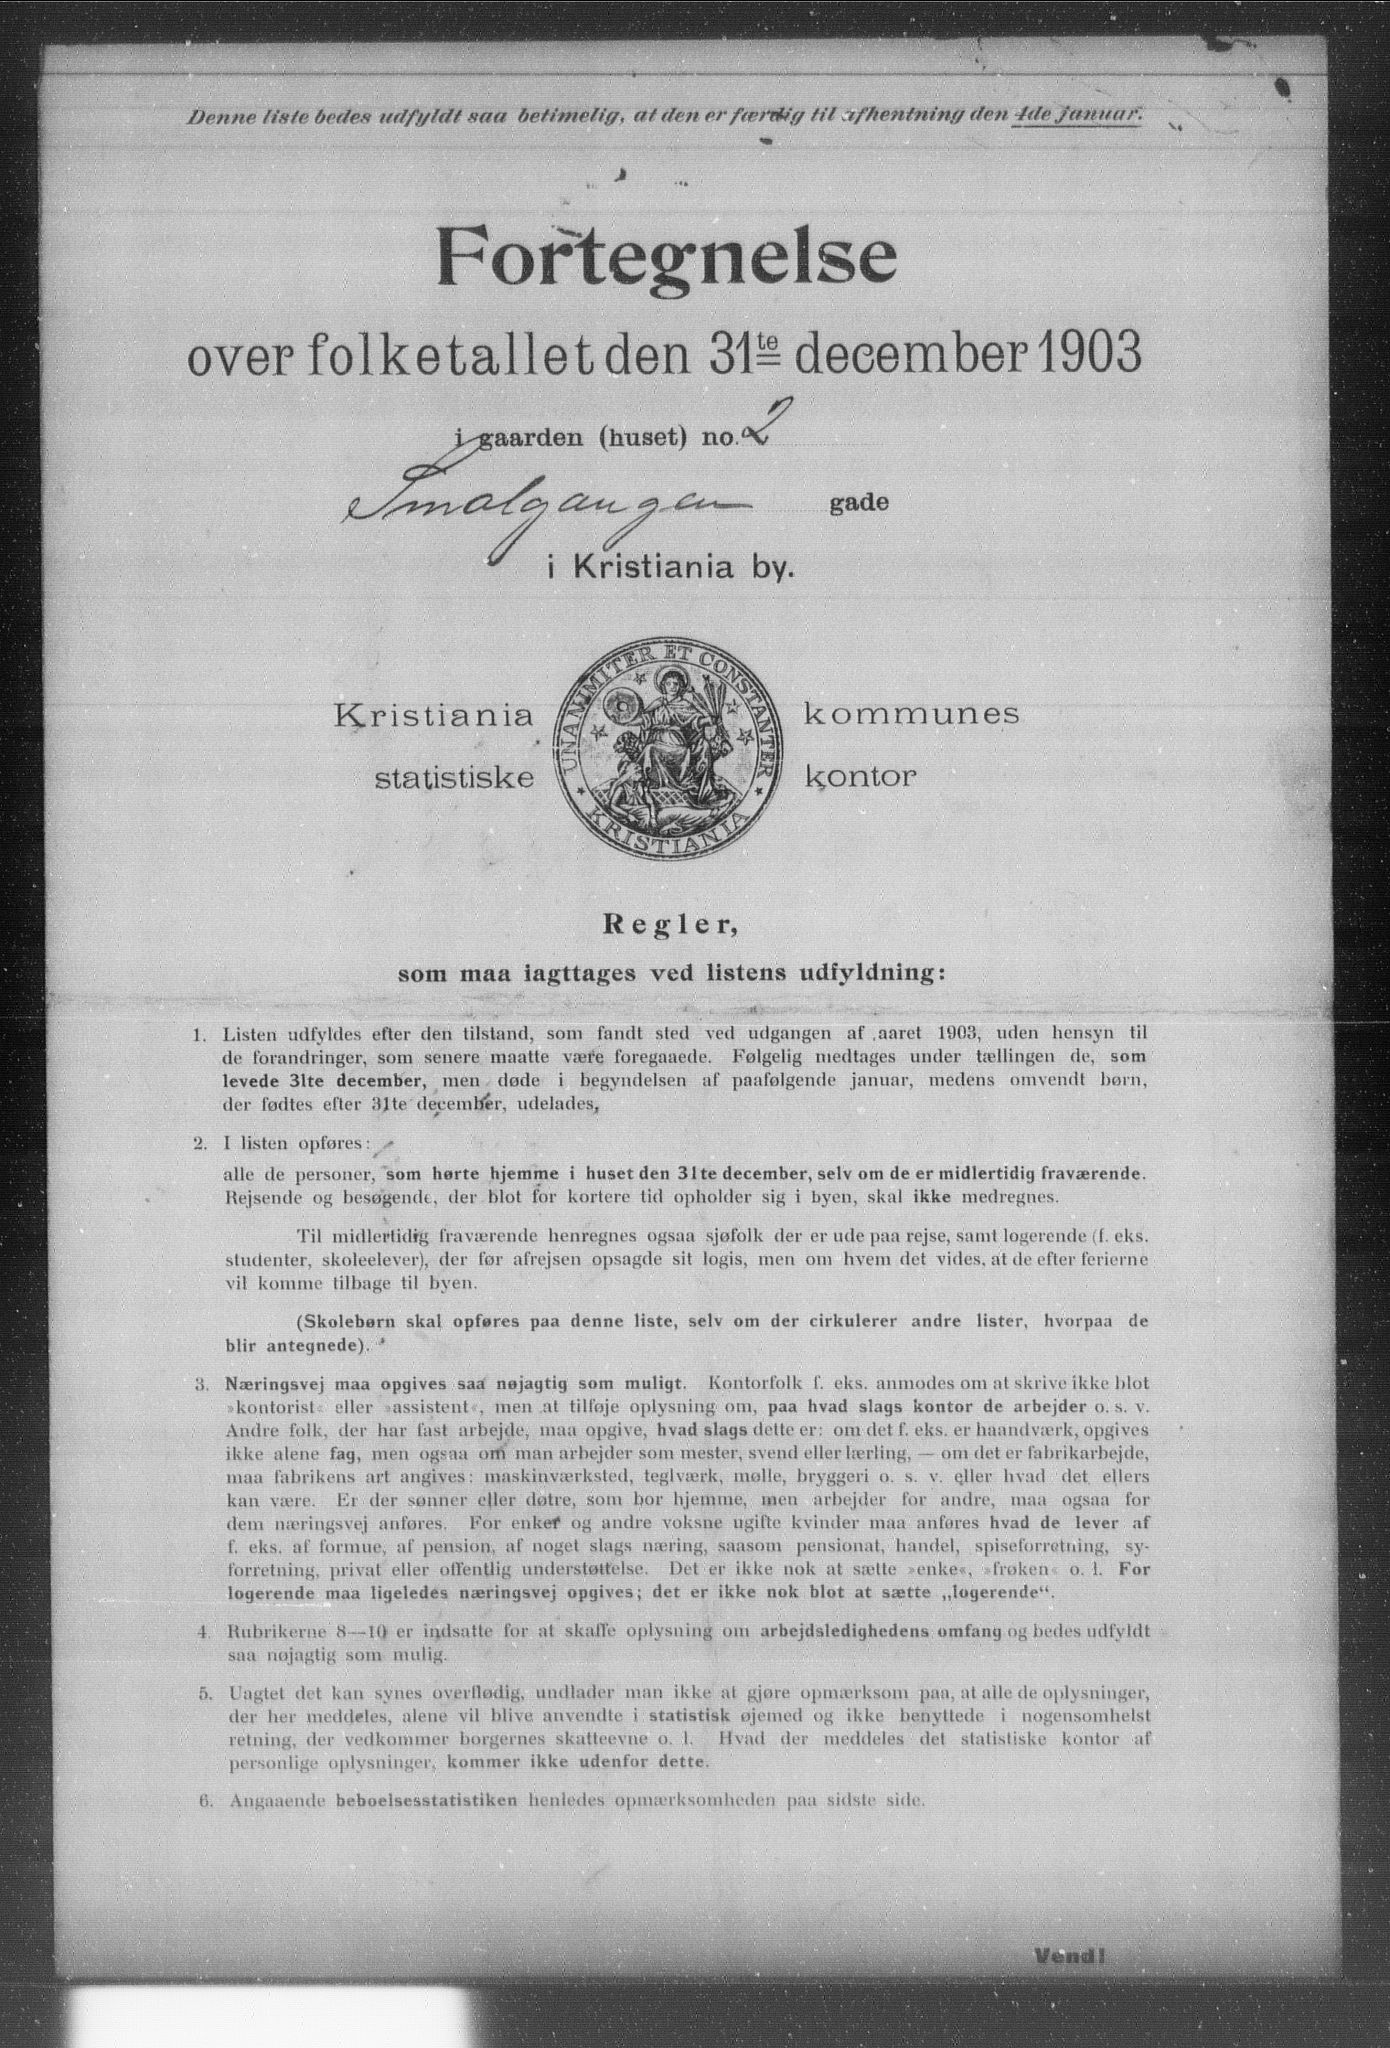 Denne liste bedes udfyldt saa betimelig, at den er færdig til afhentning den 4de januar.
Fortegnelse
over folketallet den 31te december 1903
i gaarden (huset) no. 2
Smalgangen gade
i Kristiania by.
UNANIMITER ET CONSTANTER
KRISTIANIA
Kristiania kommunes
statistiske kontor
Regler,
som maa iagttages ved listens udfyldning:
1. Listen udfyldes efter den tilstand, som fandt sted ved udgangen af aaret 1903, uden hensyn til
de forandringer, som senere maatte være foregaaede. Følgelig medtages under tællingen de, som
levede 31te december, men døde i begyndelsen af paafølgende januar, medens omvendt børn,
der fødtes efter 31te december, udelades,
2. I listen opføres:
alle de personer, som hørte hjemme i huset den 31te december, selv om de er midlertidig fraværende.
Rejsende og besøgende, der blot for kortere tid opholder sig i byen, skal ikke medregnes.
Til midlertidig fraværende henregnes ogsaa sjøfolk der er ude paa rejse, samt logerende (f. eks.
studenter, skoleelever), der før afrejsen opsagde sit logis, men om hvem det vides, at de efter ferierne
vil komme tilbage til byen.
(Skolebørn skal opføres paa denne liste, selv om der cirkulerer andre lister, hvorpaa de
blir antegnede).
3. Næringsvej maa opgives saa nøjagtig som muligt. Kontorfolk f. eks. anmodes om at skrive ikke blot
»kontorist« eller »assistent«, men at tilføje oplysning om, paa hvad slags kontor de arbejder o. s. v.
Andre folk, der har fast arbejde, maa opgive, hvad slags dette er: om det f. eks. er haandværk, opgives
ikke alene fag, men ogsaa om man arbejder som mester, svend eller lærling, — om det er fabrikarbejde,
maa fabrikens art angives: maskinværksted, teglværk, mølle, bryggeri o. s. v. eller hvad det ellers
kan være. Er der sønner eller døtre, som bor hjemme, men arbejder for andre, maa ogsaa for
dem næringsvej anføres. For enker og andre voksne ugifte kvinder maa anføres hvad de lever af
f. eks. af formue, af pension, af noget slags næring, saasom pensionat, handel, spiseforretning, sy-
forretning, privat eller offentlig understøttelse. Det er ikke nok at sætte »enke«, »frøken« o. l. For
logerende maa ligeledes næringsvej opgives; det er ikke nok blot at sætte „logerende“.
4. Rubrikerne 8—10 er indsatte for at skaffe oplysning om arbejdsledighedens omfang og bedes udfyldt
saa nøjagtig som mulig.
5. Uagtet det kan synes overflødig, undlader man ikke at gjøre opmærksom paa, at alle de oplysninger,
der her meddeles, alene vil blive anvendte i statistisk øjemed og ikke benyttede i nogensomhelst
retning, der vedkommer borgernes skatteevne o. l. Hvad der meddeles det statistiske kontor af
personlige oplysninger, kommer ikke udenfor dette.
6. Angaaende beboelsesstatistiken henledes opmærksomheden paa sidste side.
Vend!